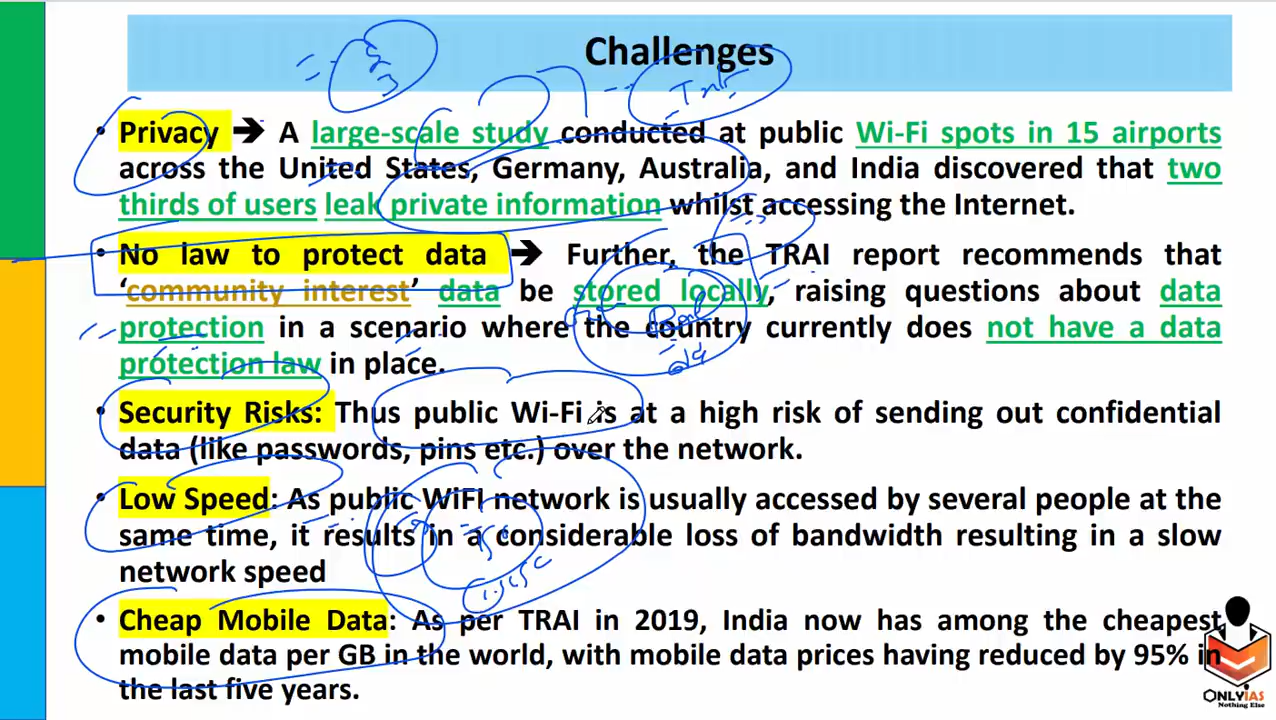 Challenges
• Privacy ➔ A large-scale study conducted at public Wi-Fi spots in 15 airports
across the United States, Germany, Australia, and India discovered that two
thirds of users leak private information whilst accessing the Internet.
• No law to protect data ➔ Further, the TRAI report recommends that
‘community interest’ data be stored locally, raising questions about data
protection in a scenario where the country currently does not have a data
protection law in place.
• Security Risks: Thus public Wi-Fi is at a high risk of sending out confidential
data (like passwords, pins etc.) over the network.
• Low Speed: As public WiFI network is usually accessed by several people at the
same time, it results in a considerable loss of bandwidth resulting in a slow
network speed
• Cheap Mobile Data: As per TRAI in 2019, India now has among the cheapest
mobile data per GB in the world, with mobile data prices having reduced by 95% in
the last five years.
ONLYIAS
Nothing Else